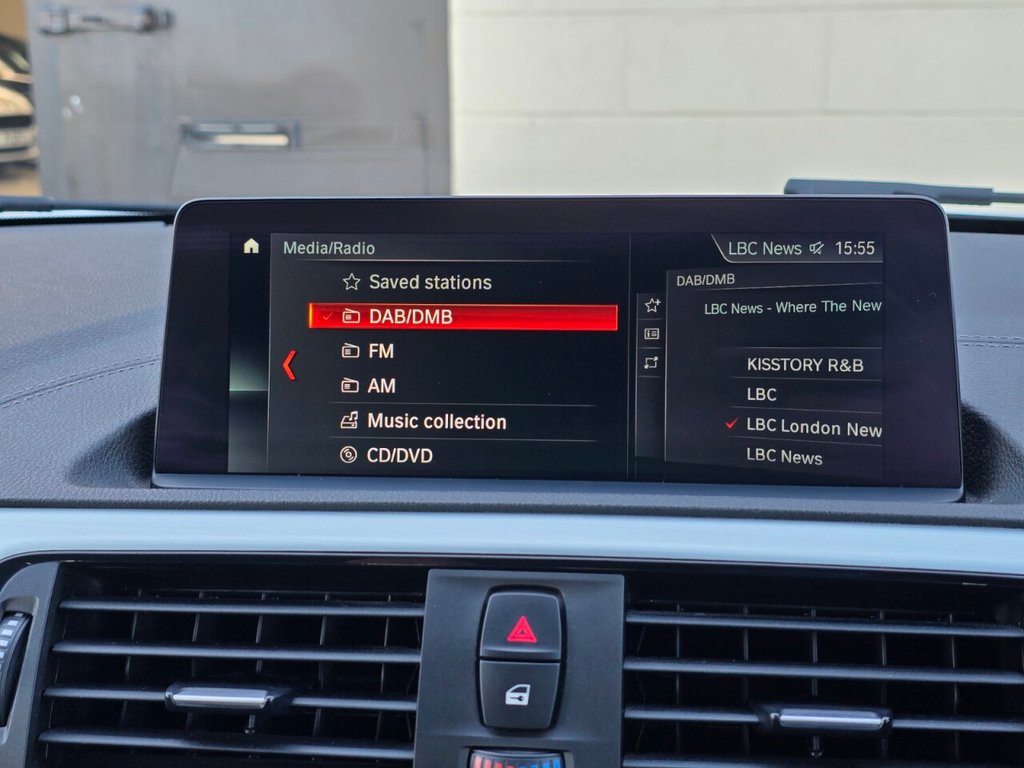 Media/Radio
LBC News 15:55
Saved stations
DAB/DMB
FM
AM
Music collection
CD/DVD
DAB/DMB
LBC News - Where The New
KISSTORY R&B
LBC
LBC London New
LBC News